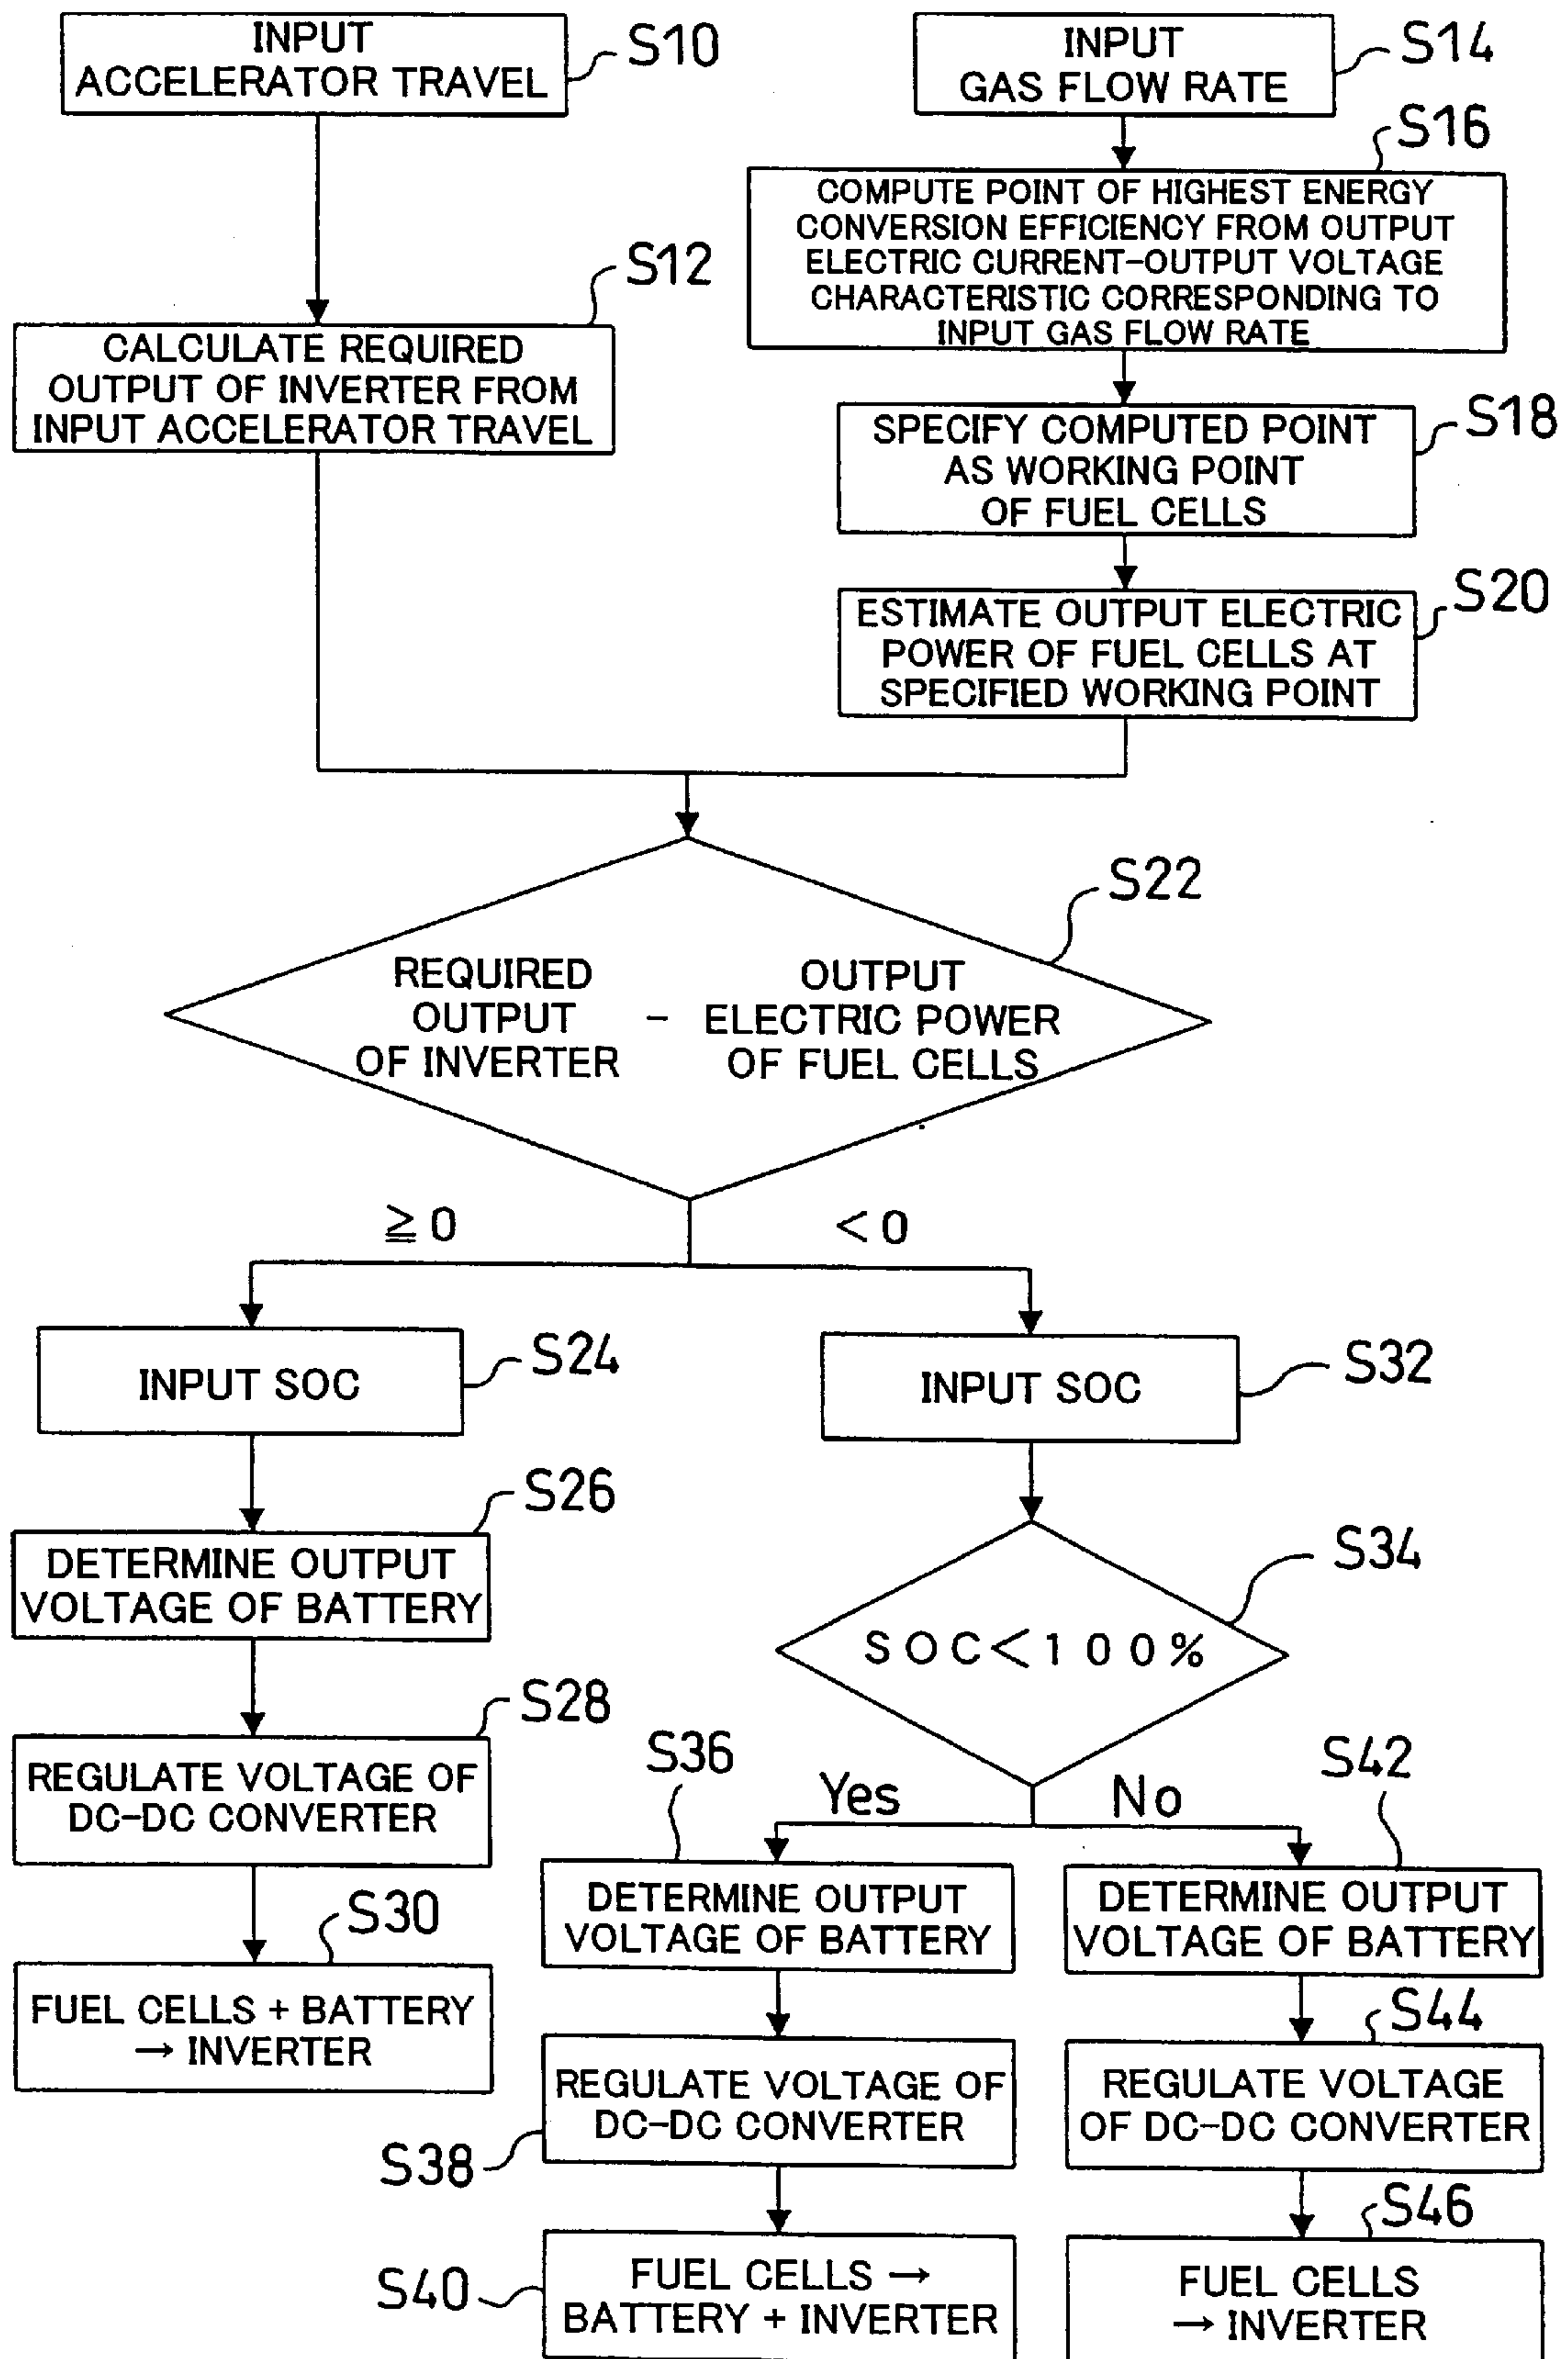 INPUT
ACCELERATOR TRAVEL
S10
INPUT
GAS FLOW RATE
S14
S16
COMPUTE POINT OF HIGHEST ENERGY
CONVERSION EFFICIENCY FROM OUTPUT
ELECTRIC CURRENT-OUTPUT VOLTAGE
CHARACTERISTIC CORRESPONDING TO
INPUT GAS FLOW RATE
S12
CALCULATE REQUIRED
OUTPUT OF INVERTER FROM
INPUT ACCELERATOR TRAVEL
SPECIFY COMPUTED POINT
AS WORKING POINT
OF FUEL CELLS
S18
ESTIMATE OUTPUT ELECTRIC
POWER OF FUEL CELLS AT
SPECIFIED WORKING POINT
S20
S22
REQUIRED
OUTPUT
OF INVERTER
-
OUTPUT
ELECTRIC POWER
OF FUEL CELLS
≧0
<0
INPUT SOC
S24
INPUT SOC
S32
S26
DETERMINE OUTPUT
VOLTAGE OF BATTERY
S34
SOC<100%
S28
REGULATE VOLTAGE OF
DC-DC CONVERTER
S36
Yes
No
S42
DETERMINE OUTPUT
VOLTAGE OF BATTERY
DETERMINE OUTPUT
VOLTAGE OF BATTERY
S30
FUEL CELLS + BATTERY
→ INVERTER
REGULATE VOLTAGE OF
DC-DC CONVERTER
S38
S44
REGULATE VOLTAGE
OF DC-DC CONVERTER
S40
FUEL CELLS →
BATTERY + INVERTER
S46
FUEL CELLS
→ INVERTER